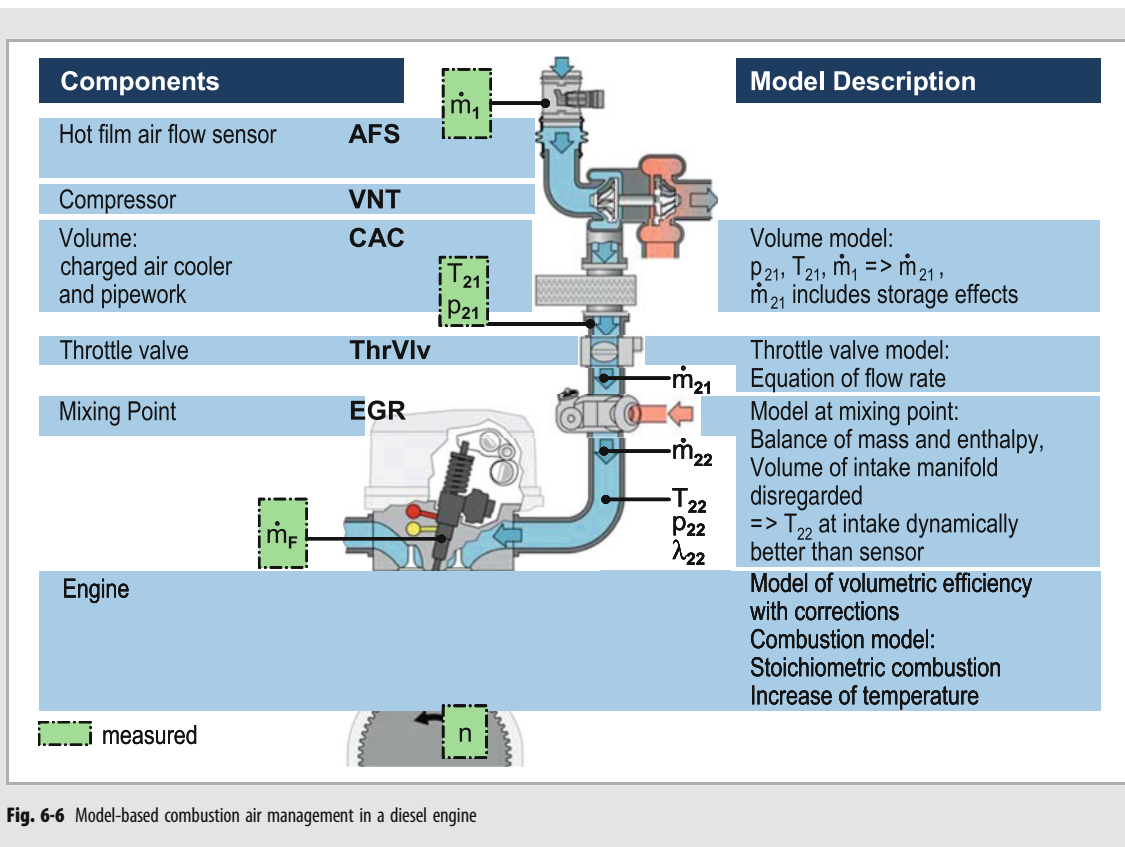 Components
Model Description
ṁ1
Hot film air flow sensor AFS
Compressor VNT
Volume: CAC
charged air cooler
and pipework
T21
p21
Volume model:
p21, T21, ṁ1 => ṁ21 ,
ṁ21 includes storage effects
Throttle valve ThrVlv
Throttle valve model:
Equation of flow rate
ṁ21
Mixing Point EGR
Model at mixing point:
Balance of mass and enthalpy,
Volume of intake manifold
disregarded
=> T22 at intake dynamically
better than sensor
ṁ22
T22
p22
λ22
ṁF
Engine
Model of volumetric efficiency
with corrections
Combustion model:
Stoichiometric combustion
Increase of temperature
measured
n
Fig. 6-6 Model-based combustion air management in a diesel engine